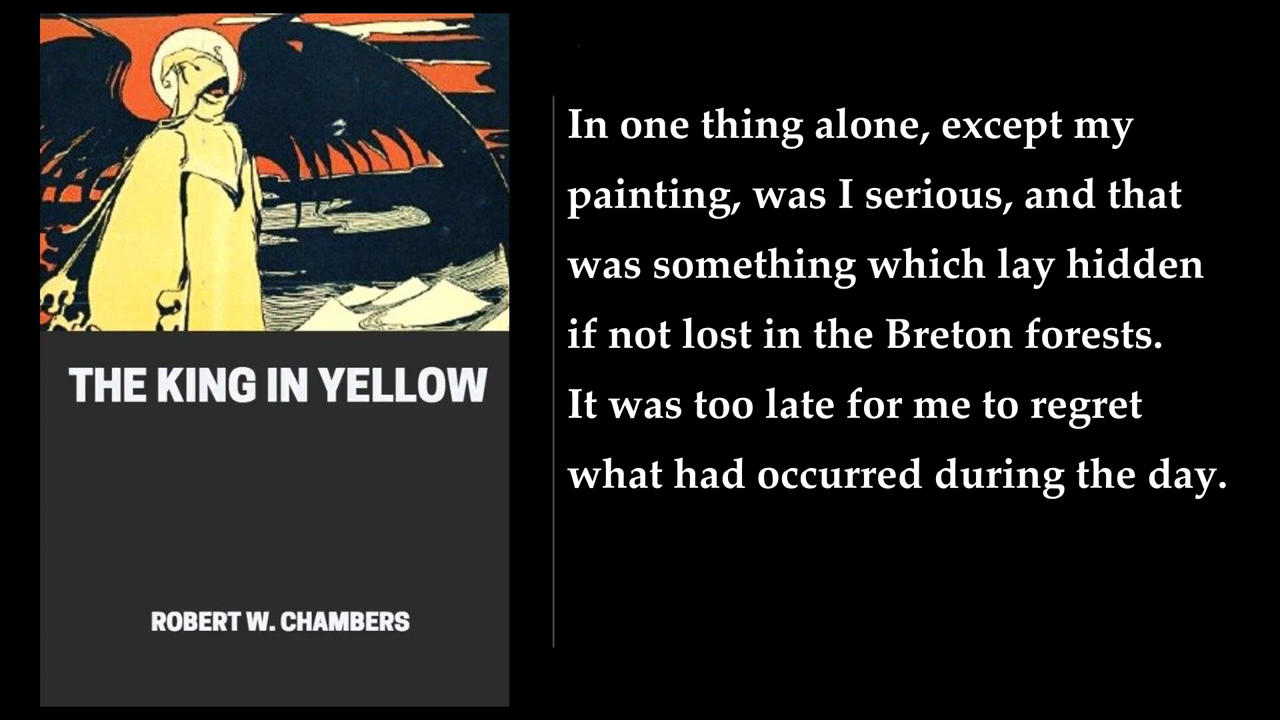 THE KING IN YELLOW
ROBERT W. CHAMBERS
In one thing alone, except my
painting, was I serious, and that
was something which lay hidden
if not lost in the Breton forests.
It was too late for me to regret
what had occurred during the day.